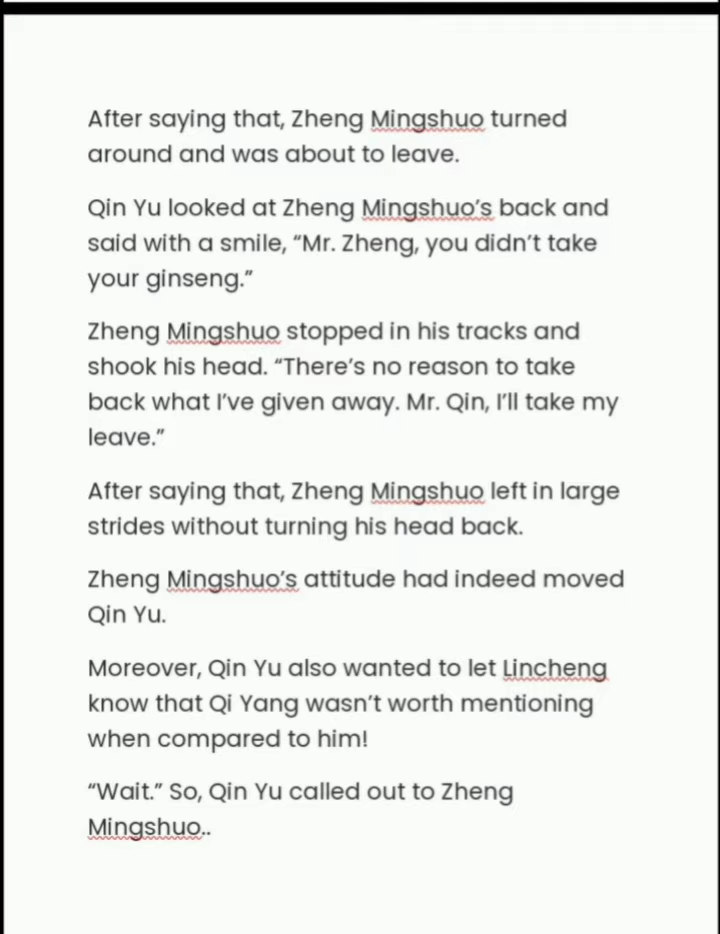 After saying that, Zheng Mingshuo turned
around and was about to leave.
Qin Yu looked at Zheng Mingshuo’s back and
said with a smile, “Mr. Zheng, you didn’t take
your ginseng.”
Zheng Mingshuo stopped in his tracks and
shook his head. “There’s no reason to take
back what I’ve given away. Mr. Qin, I’ll take my
leave.”
After saying that, Zheng Mingshuo left in large
strides without turning his head back.
Zheng Mingshuo’s attitude had indeed moved
Qin Yu.
Moreover, Qin Yu also wanted to let Lincheng
know that Qi Yang wasn’t worth mentioning
when compared to him!
“Wait.” So, Qin Yu called out to Zheng
Mingshuo..